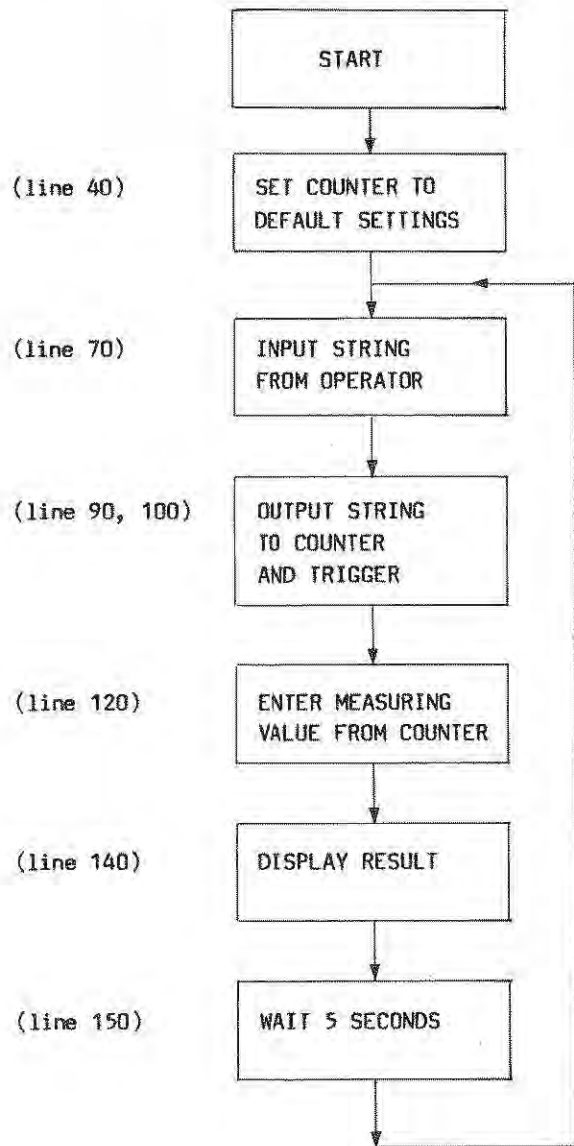 START
(line 40)
SET COUNTER TO
DEFAULT SETTINGS
(line 70)
INPUT STRING
FROM OPERATOR
(line 90, 100)
OUTPUT STRING
TO COUNTER
AND TRIGGER
(line 120)
ENTER MEASURING
VALUE FROM COUNTER
(line 140)
DISPLAY RESULT
(line 150)
WAIT 5 SECONDS